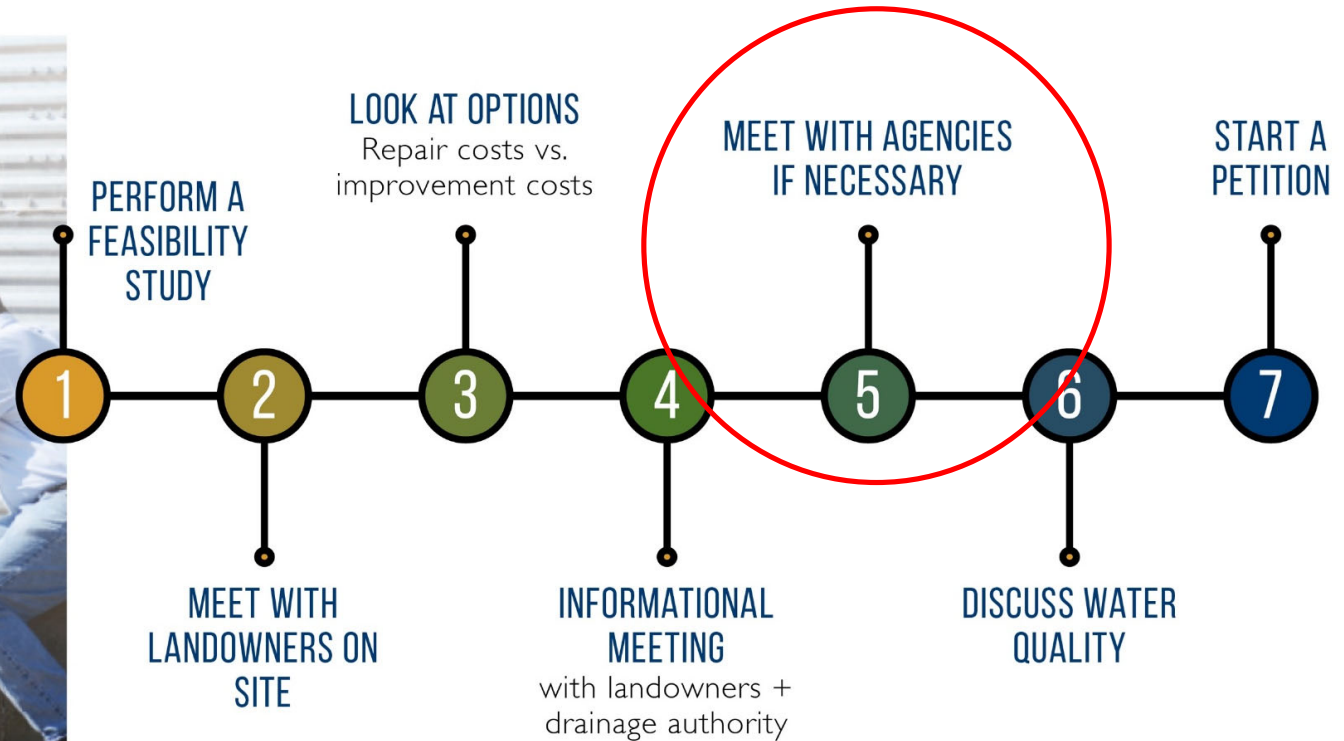 1
PERFORM A
FEASIBILITY
STUDY
2
MEET WITH
LANDOWNERS ON
SITE
3
LOOK AT OPTIONS
Repair costs vs.
improvement costs
4
INFORMATIONAL
MEETING
with landowners +
drainage authority
5
MEET WITH AGENCIES
IF NECESSARY
6
DISCUSS WATER
QUALITY
7
START A
PETITION